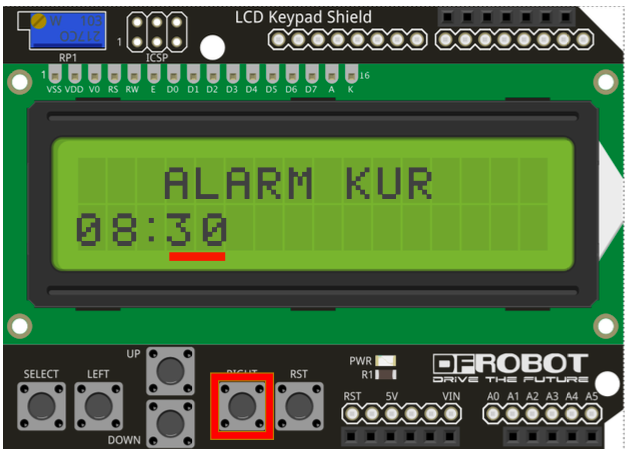 LCD Keypad Shield
W 103
RP1
1
ICSP
1
VSS VDD V0 RS RW E D0 D1 D2 D3 D4 D5 D6 D7 A K
16
ALARM KUR
08:30
UP
SELECT
LEFT
RIGHT
RST
DOWN
PWR
R1
DFROBOT
DRIVE THE FUTURE
RST 5V VIN
A0 A1 A2 A3 A4 A5